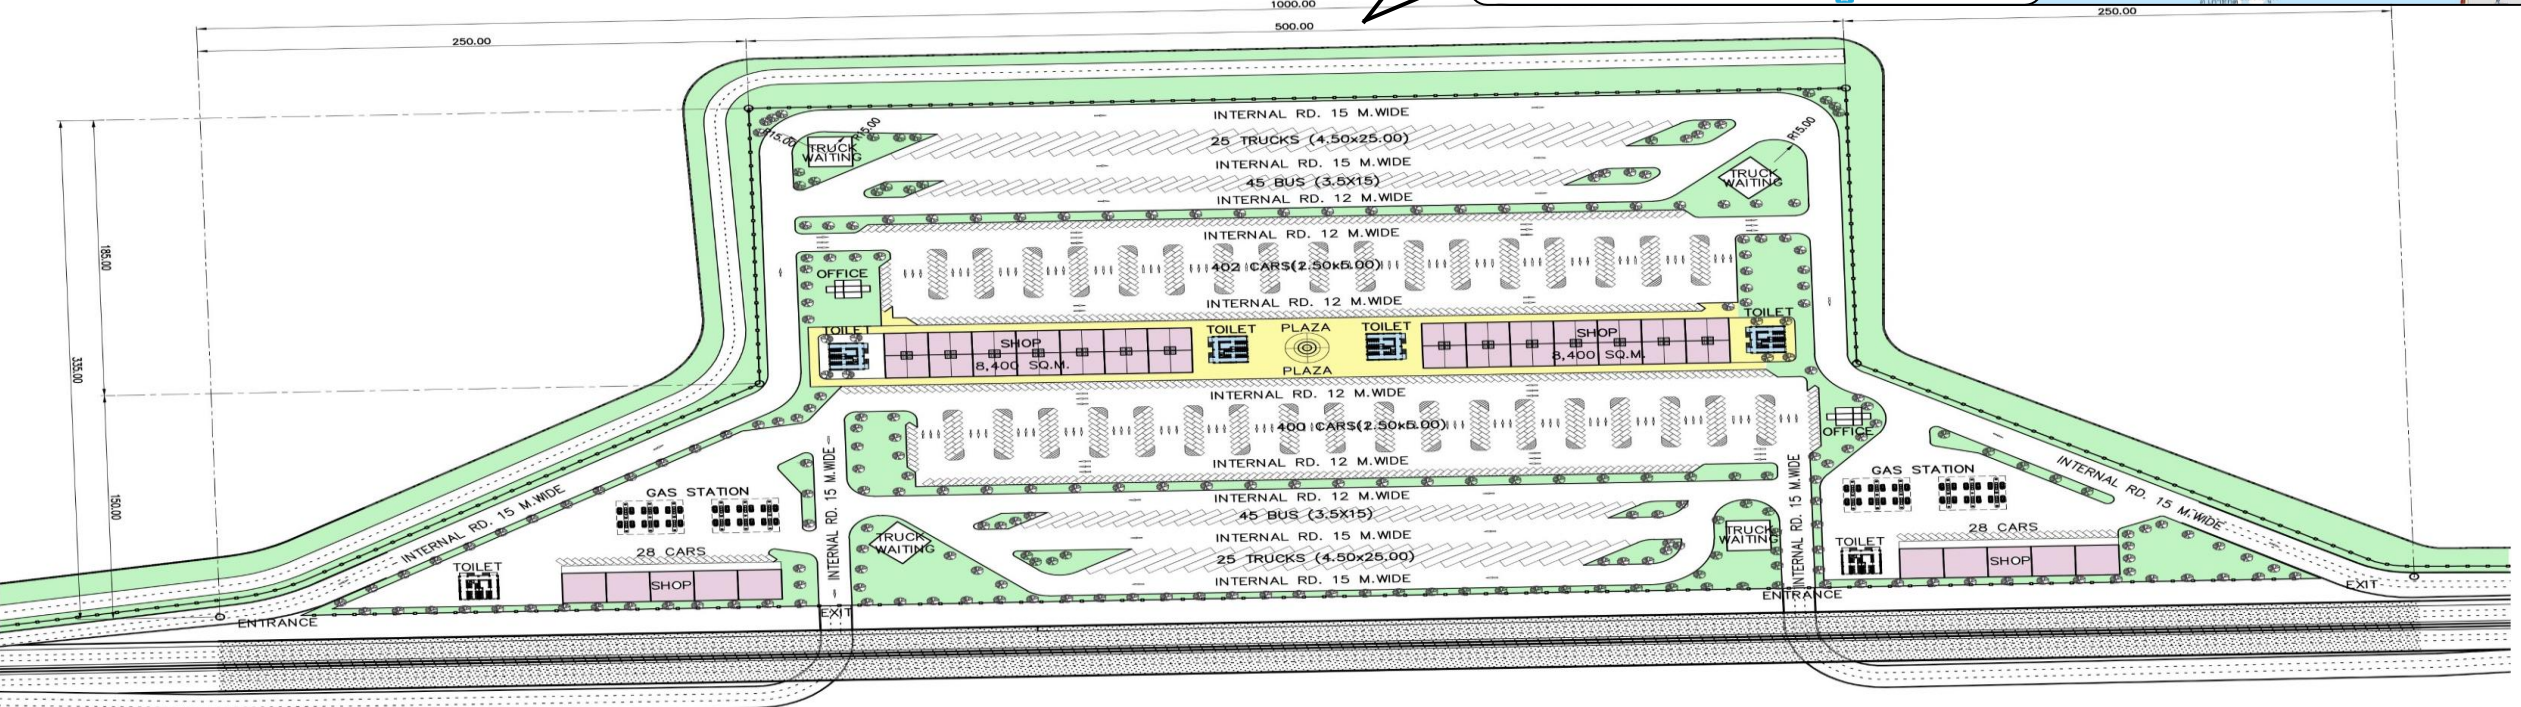 1000.00
250.00
500.00
250.00
INTERNAL RD. 15 M.WIDE
R15.00
R15.00
TRUCK
WAITING
25 TRUCKS (4.50x25.00)
R15.00
INTERNAL RD. 15 M.WIDE
45 BUS (3.5X15)
TRUCK
WAITING
INTERNAL RD. 12 M.WIDE
INTERNAL RD. 12 M.WIDE
185.00
OFFICE
402 CARS(2.50x5.00)
INTERNAL RD. 12 M.WIDE
TOILET
SHOP
8,400 SQ.M.
TOILET
PLAZA
PLAZA
TOILET
SHOP
8,400 SQ.M.
TOILET
335.00
INTERNAL RD. 12 M.WIDE
400 CARS(2.50x5.00)
OFFICE
INTERNAL RD. 12 M.WIDE
150.00
INTERNAL RD. 15 M.WIDE
GAS STATION
INTERNAL RD. 15 M.WIDE
INTERNAL RD. 12 M.WIDE
45 BUS (3.5X15)
INTERNAL RD. 15 M.WIDE
GAS STATION
INTERNAL RD. 15 M.WIDE
TRUCK
WAITING
INTERNAL RD. 15 M.WIDE
TRUCK
WAITING
28 CARS
25 TRUCKS (4.50x25.00)
28 CARS
TOILET
SHOP
INTERNAL RD. 15 M.WIDE
TOILET
SHOP
ENTRANCE
EXIT
ENTRANCE
EXIT